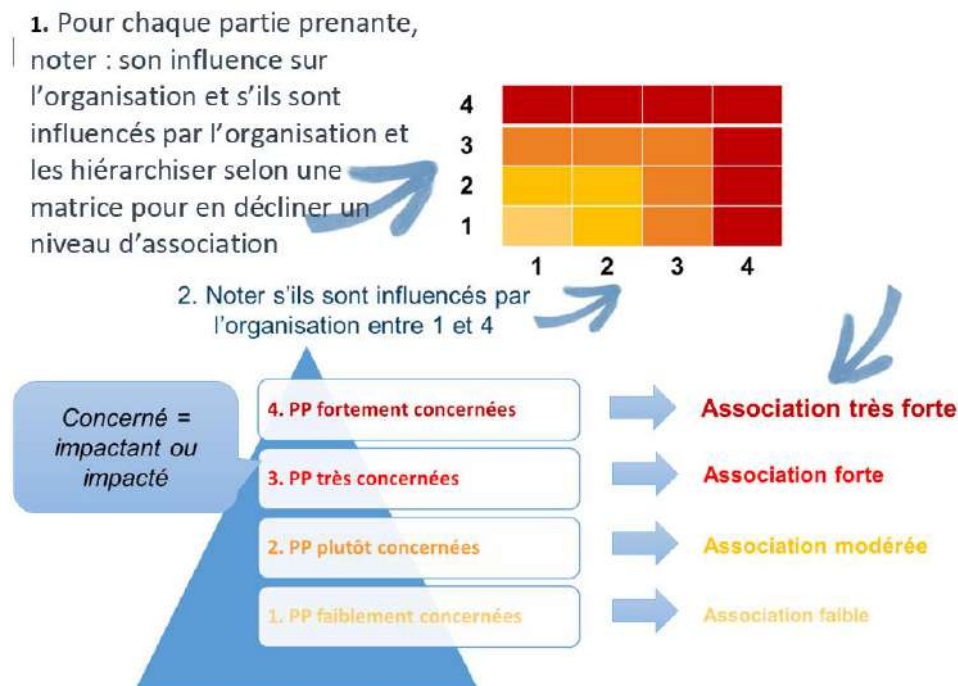 1. Pour chaque partie prenante,
noter : son influence sur
l'organisation et s'ils sont
influencés par l'organisation et
les hiérarchiser selon une
matrice pour en décliner un
niveau d'association
4
3
2
1
1 2 3 4
2. Noter s'ils sont influencés par
l'organisation entre 1 et 4
Concerné =
impactant ou
impacté
4. PP fortement concernées
Association très forte
3. PP très concernées
Association forte
2. PP plutôt concernées
Association modérée
1. PP faiblement concernées
Association faible